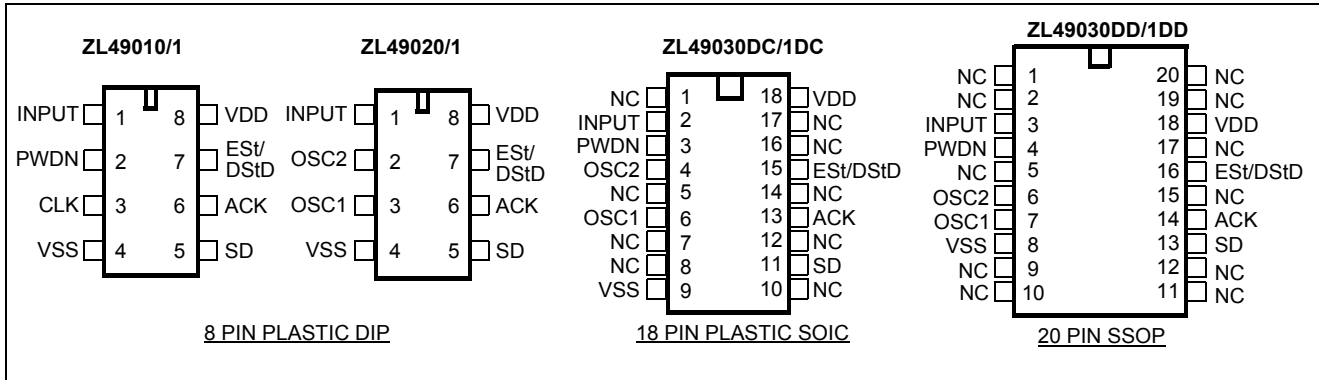 ZL49010/1
INPUT 1 8 VDD
PWDN 2 7 ESt/
DStD
CLK 3 6 ACK
VSS 4 5 SD
ZL49020/1
INPUT 1 8 VDD
OSC2 2 7 ESt/
DStD
OSC1 3 6 ACK
VSS 4 5 SD
8 PIN PLASTIC DIP
ZL49030DC/1DC
NC 1 18 VDD
INPUT 2 17 NC
PWDN 3 16 NC
OSC2 4 15 ESt/DStD
NC 5 14 NC
OSC1 6 13 ACK
NC 7 12 NC
NC 8 11 SD
VSS 9 10 NC
18 PIN PLASTIC SOIC
ZL49030DD/1DD
NC 1 20 NC
NC 2 19 NC
INPUT 3 18 VDD
PWDN 4 17 NC
NC 5 16 ESt/DStD
OSC2 6 15 NC
OSC1 7 14 ACK
VSS 8 13 SD
NC 9 12 NC
NC 10 11 NC
20 PIN SSOP